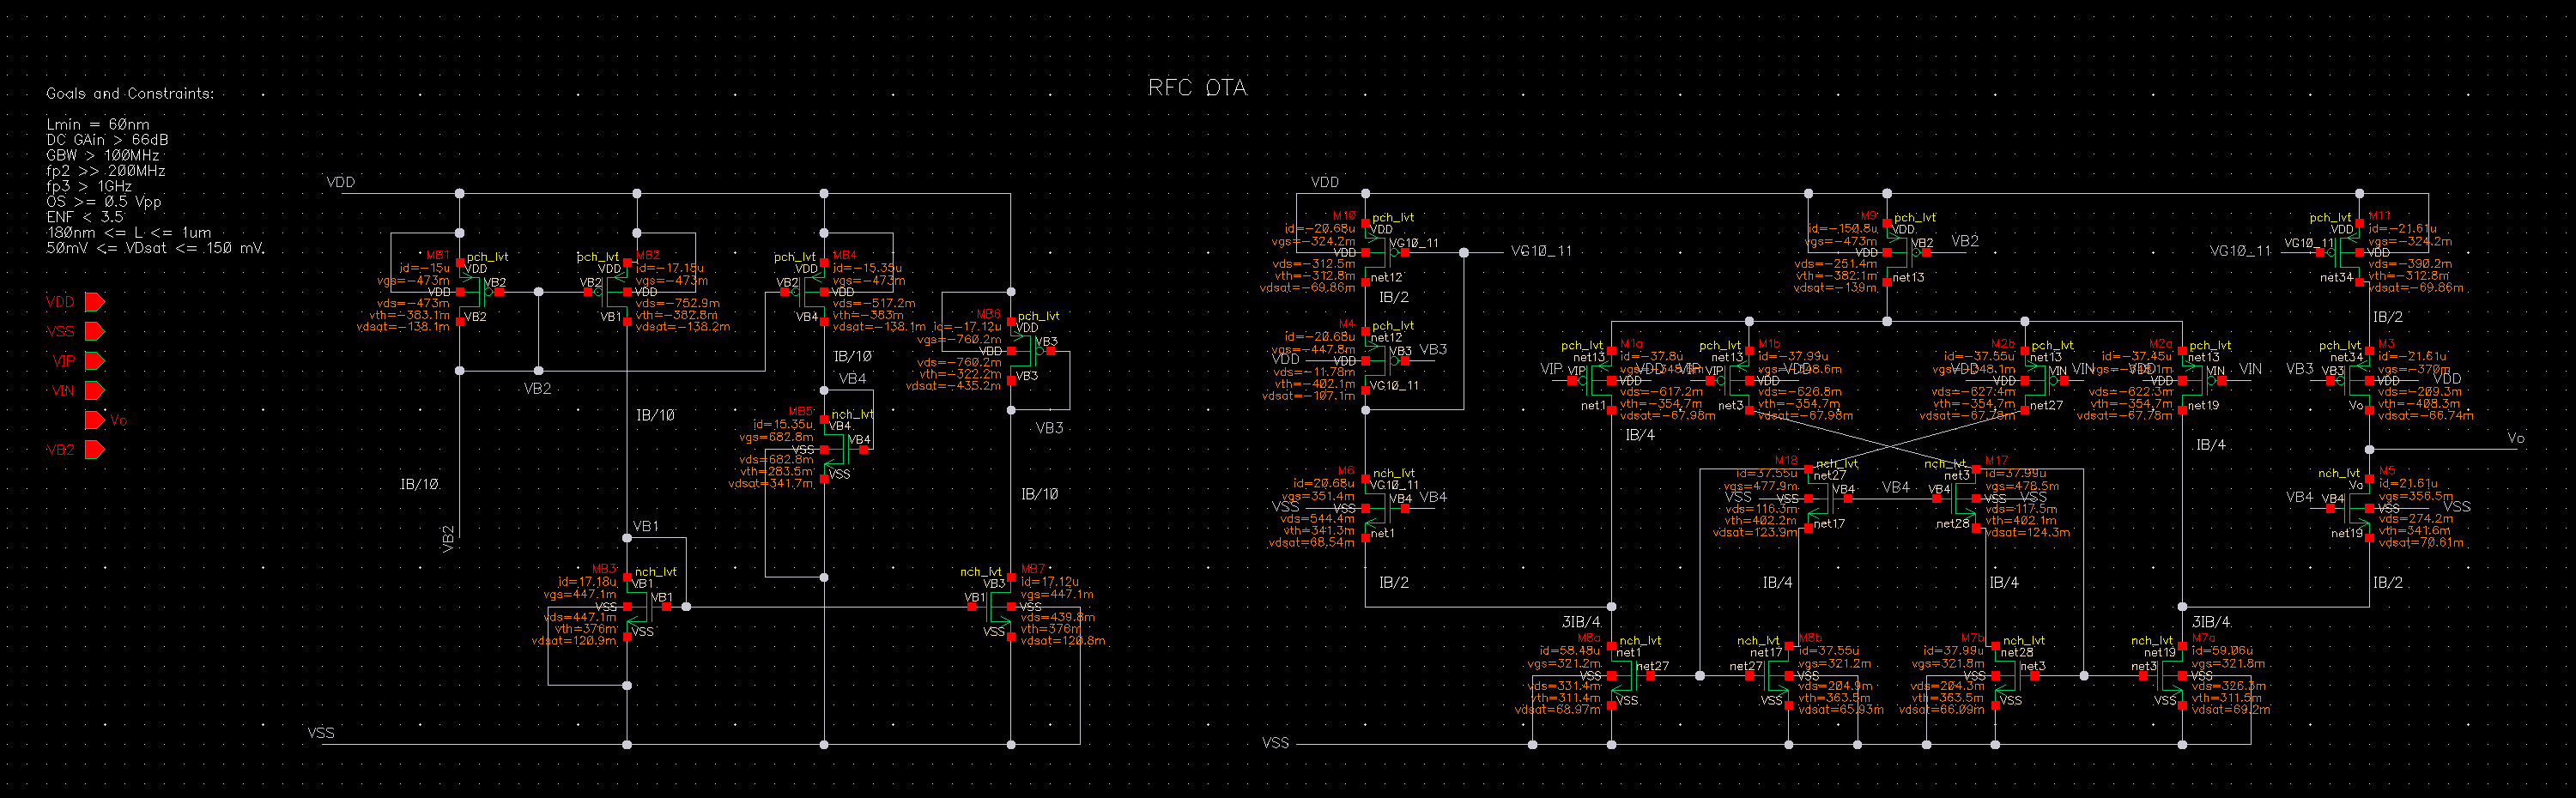 RFC OTA
Goals and Constraints:
Lmin = 60nm
DC GAin > 66dB
GBW > 100MHz
fp2 >> 200MHz
fp3 > 1GHz
OS >= 0.5 Vpp
ENF < 3.5
180nm <= L <= 1um
50mV <= VDsat <= 150 mV.
VDD
VSS
VIP
VIN
Vo
VB2
VDD
MB1
pch_lvt
id=-15u
VDD
vgs=-473m
VDD
VB2
vds=-473m
vth=-383.1m
VB2
vdsat=-138.1m
pch_lvt
MB2
VDD
id=-17.18u
vgs=-473m
VB2
VDD
vds=-752.9m
VB1
vth=-382.8m
vdsat=-138.2m
pch_lvt
MB4
VDD
id=-15.35u
vgs=-473m
VB2
VDD
vds=-517.2m
VB4
vth=-383m
vdsat=-138.1m
MB6
pch_lvt
id=-17.12u
VDD
vgs=-760.2m
VDD
VB3
vds=-760.2m
vth=-322.2m
VB3
vdsat=-435.2m
VB2
IB/10
IB/10
IB/10
VB4
VB3
MB5
nch_lvt
id=15.35u
VB4
vgs=682.8m
VSS
VB4
vds=682.8m
vth=283.5m
VSS
vdsat=341.7m
IB/10
VB2
VB1
MB3
nch_lvt
id=17.18u
VB1
vgs=447.1m
VSS
VB1
vds=447.1m
vth=376m
VSS
vdsat=120.9m
nch_lvt
MB7
VB3
id=17.12u
vgs=447.1m
VB1
VSS
vds=439.8m
vth=376m
VSS
vdsat=120.8m
VSS
VDD
M10
pch_lvt
id=-20.68u
VDD
vgs=-324.2m
VDD
VG10_11
VG10_11
vds=-312.5m
vth=-312.8m
net12
vdsat=-69.86m
IB/2
M4
pch_lvt
id=-20.68u
net12
vgs=-447.8m
VDD
VB3
VB3
vds=-11.78m
vth=-402.1m
VG10_11
vdsat=-107.1m
M6
nch_lvt
id=20.68u
VG10_11
vgs=351.4m
VSS
VSS
VB4
VB4
vds=544.4m
vth=341.3m
net1
vdsat=68.54m
IB/2
M9
pch_lvt
id=-150.8u
VDD
vgs=-473m
VDD
VB2
VB2
vds=-251.4m
vth=-382.1m
net13
vdsat=-139m
pch_lvt
M11
VDD
id=-21.61u
VG10_11
VG10_11
vgs=-324.2m
VDD
vds=-390.2m
net34
vth=-312.8m
vdsat=-69.86m
IB/2
pch_lvt
M1a
net13
id=-37.8u
VIP
VIP
VDD
vds=-617.2m
net1
vth=-354.7m
vdsat=-67.98m
IB/4
pch_lvt
M1b
net13
id=-37.99u
VIP
VDD
vds=-626.8m
net3
vth=-354.7m
vdsat=-67.98m
M2b
pch_lvt
id=-37.55u
net13
VDD
VIN
vds=-627.4m
vth=-354.7m
net27
vdsat=-67.78m
M2a
pch_lvt
id=-37.45u
net13
VDD
VIN
VIN
vds=-622.3m
vth=-354.7m
net19
vdsat=-67.78m
IB/4
pch_lvt
M3
net34
id=-21.61u
vgs=-370m
VB3
VB3
VDD
VDD
vds=-209.3m
vth=-408.3m
Vo
vdsat=-66.74m
Vo
M18
nch_lvt
id=37.55u
net27
vgs=477.9m
VSS
VSS
VB4
VB4
vds=116.3m
vth=402.2m
net17
vdsat=123.9m
nch_lvt
M17
net3
id=37.99u
vgs=478.5m
VB4
VSS
VSS
vds=117.5m
vth=402.1m
net28
vdsat=124.3m
IB/4
IB/4
nch_lvt
M5
Vo
id=21.61u
vgs=356.5m
VB4
VB4
VSS
VSS
vds=274.2m
vth=341.6m
net19
vdsat=70.61m
IB/2
3IB/4
3IB/4
M8a
nch_lvt
id=58.48u
net1
vgs=321.2m
VSS
net27
vds=331.4m
vth=311.4m
VSS
vdsat=68.97m
nch_lvt
M8b
net17
id=37.55u
vgs=321.2m
net27
VSS
vds=204.9m
vth=363.5m
VSS
vdsat=65.93m
M7b
nch_lvt
id=37.99u
net28
vgs=321.8m
VSS
net3
vds=204.3m
vth=363.5m
VSS
vdsat=66.09m
nch_lvt
M7a
net19
id=59.06u
vgs=321.8m
net3
VSS
vds=326.3m
vth=311.5m
VSS
vdsat=69.2m
VSS